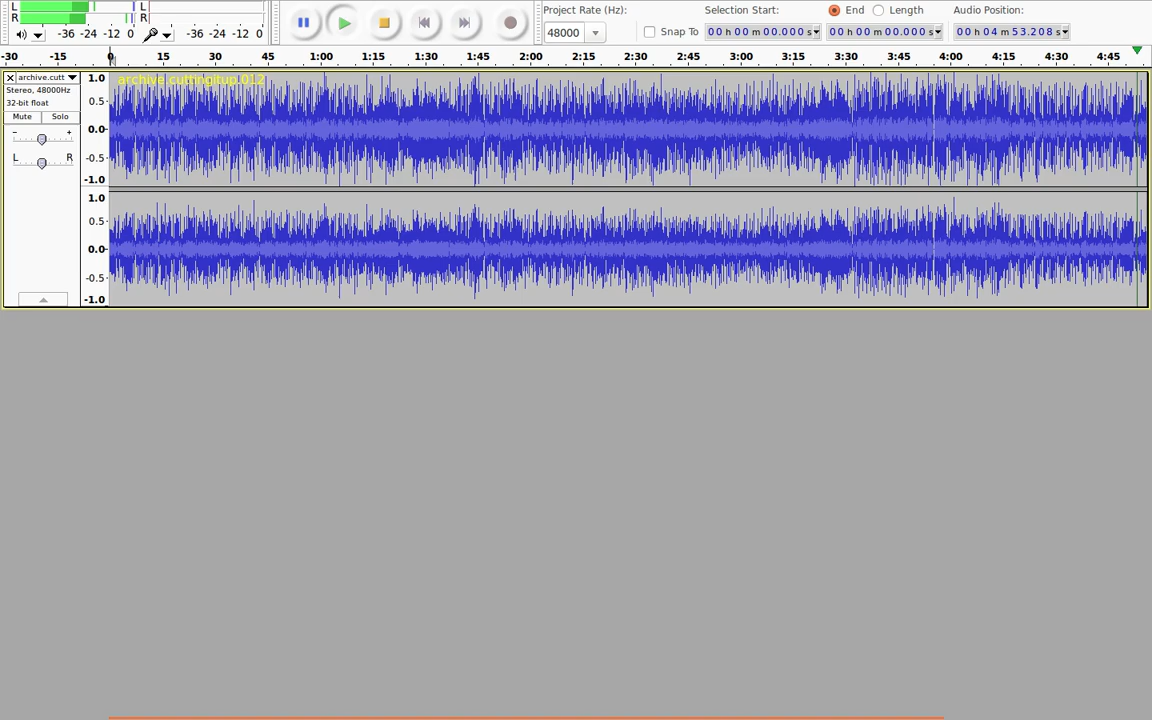 L L
R R
-36 -24 -12 0 -36 -24 -12 0
Project Rate (Hz):
48000
Snap To
Selection Start:
End
Length
Audio Position:
00 h 00 m 00.000 s
00 h 00 m 00.000 s
00 h 04 m 53.208 s
-30 -15 0 15 30 45 1:00 1:15 1:30 1:45 2:00 2:15 2:30 2:45 3:00 3:15 3:30 3:45 4:00 4:15 4:30 4:45
archive.cutt
Stereo, 48000Hz
32-bit float
Mute Solo
- +
L R
archive.cuttingitup.012
1.0
0.5
0.0
-0.5
-1.0
1.0
0.5
0.0
-0.5
-1.0